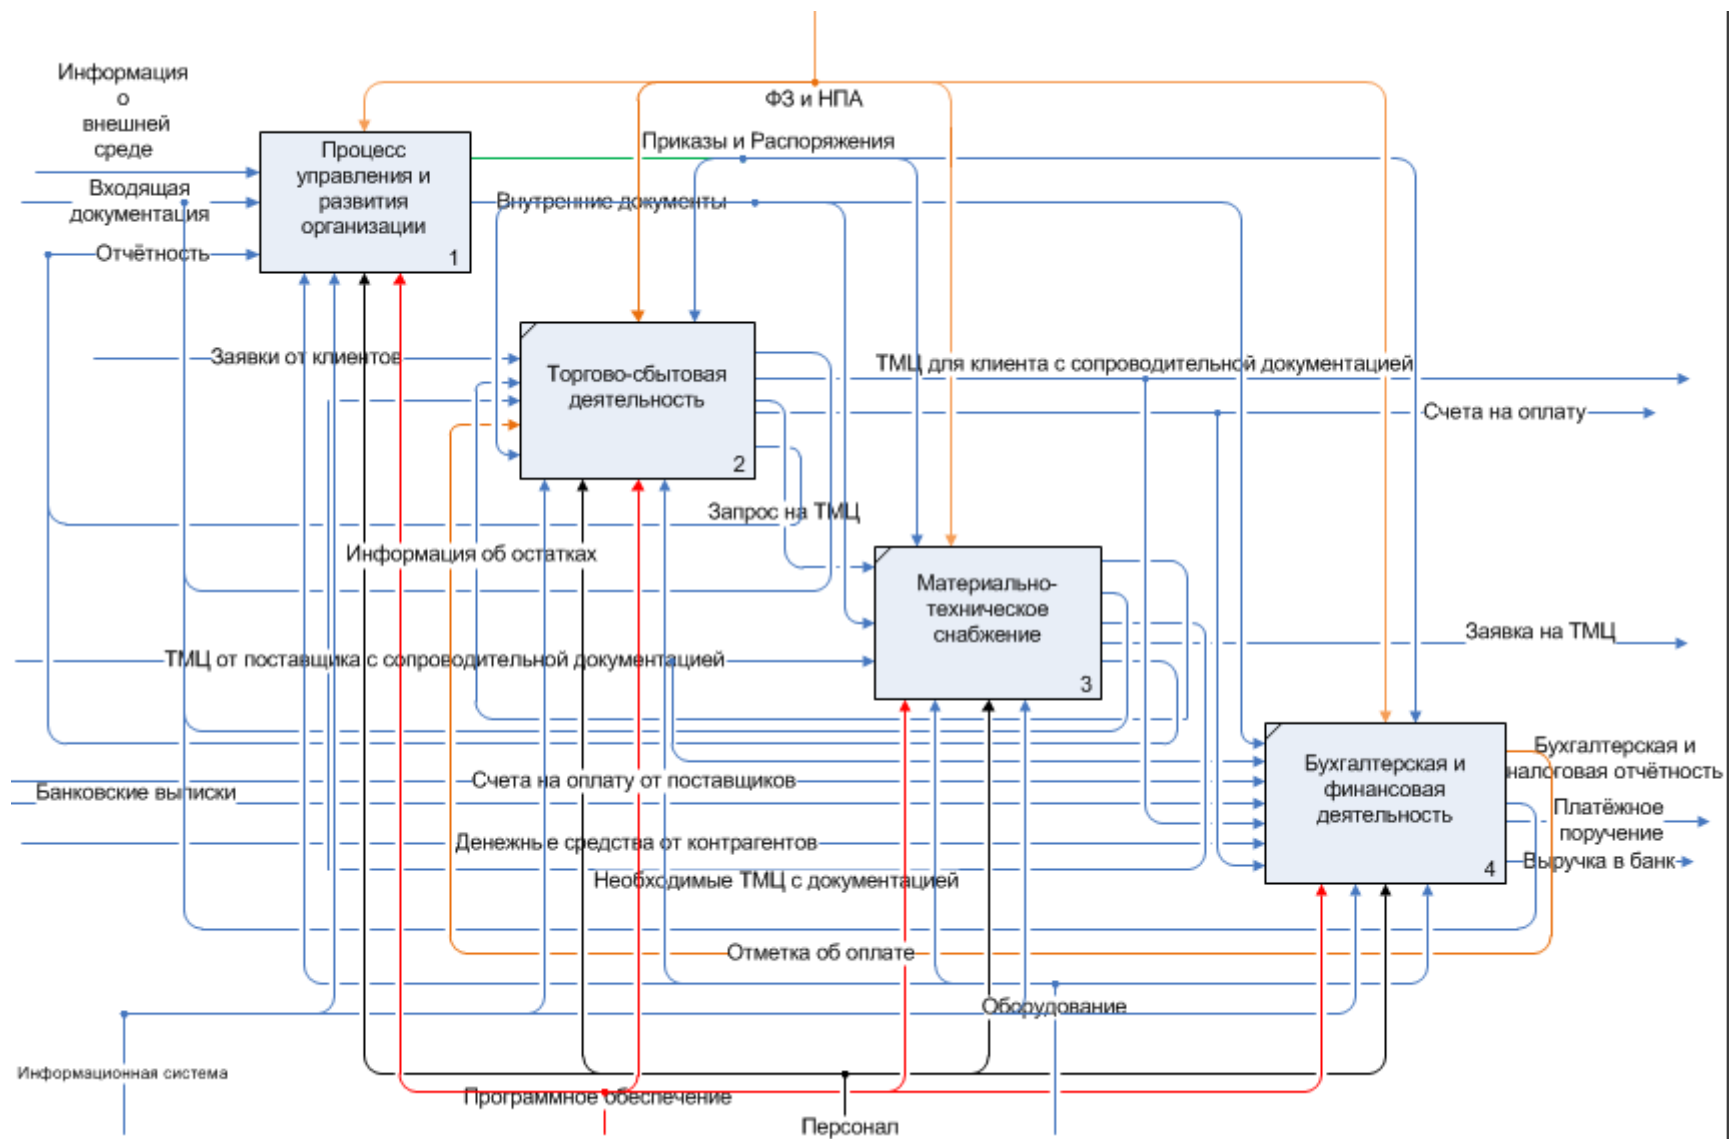 Информация
о
внешней
среде
ФЗ и НПА
Приказы и Распоряжения
Процесс
управления и
развития
организации
1
Входящая
документация
Внутренние документы
Отчётность
Заявки от клиентов
Торгово-сбытовая
деятельность
2
ТМЦ для клиента с сопроводительной документацией
Счета на оплату
Запрос на ТМЦ
Информация об остатках
Материально-
техническое
снабжение
3
Заявка на ТМЦ
ТМЦ от поставщика с сопроводительной документацией
Бухгалтерская и
финансовая
деятельность
4
Бухгалтерская и
налоговая отчётность
Счета на оплату от поставщиков
Банковские выписки
Платёжное
поручение
Денежные средства от контрагентов
Выручка в банк
Необходимые ТМЦ с документацией
Отметка об оплате
Оборудование
Информационная система
Программное обеспечение
Персонал